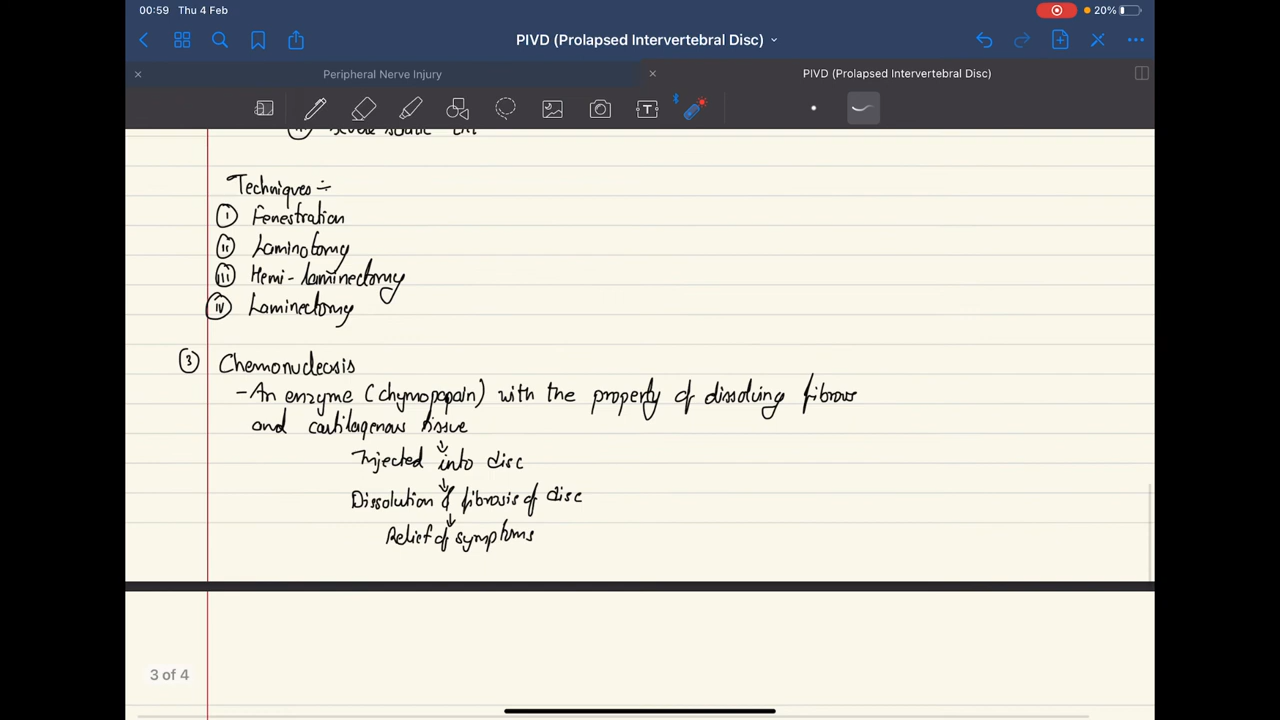 00:59 Thu 4 Feb 20%
PIVD (Prolapsed Intervertebral Disc)
Peripheral Nerve Injury PIVD (Prolapsed Intervertebral Disc)
Techniques :-
(i) Fenestration
(ii) Laminotomy
(iii) Hemi-laminectomy
(iv) Laminectomy
(3) Chemonucleosis
- An enzyme (chymopapain) with the property of dissolving fibrous
and cartilagenous tissue
↓
Injected into disc
↓
Dissolution & fibrosis of disc
↓
Relief of symptoms
3 of 4